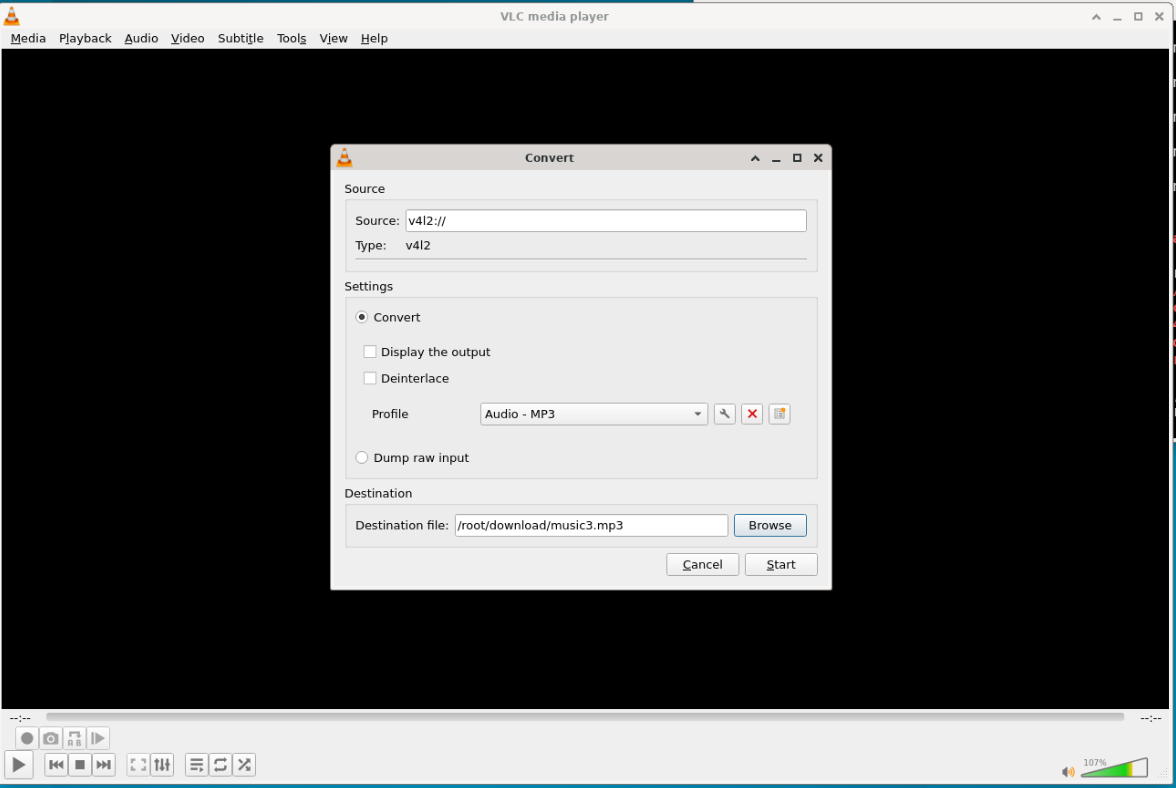 VLC media player
Media Playback Audio Video Subtitle Tools View Help
Convert
Source
Source: v4l2://
Type: v4l2
Settings
Convert
Display the output
Deinterlace
Profile Audio - MP3
Dump raw input
Destination
Destination file: /root/download/music3.mp3 Browse
Cancel Start
--:-- --:--
A B
107%